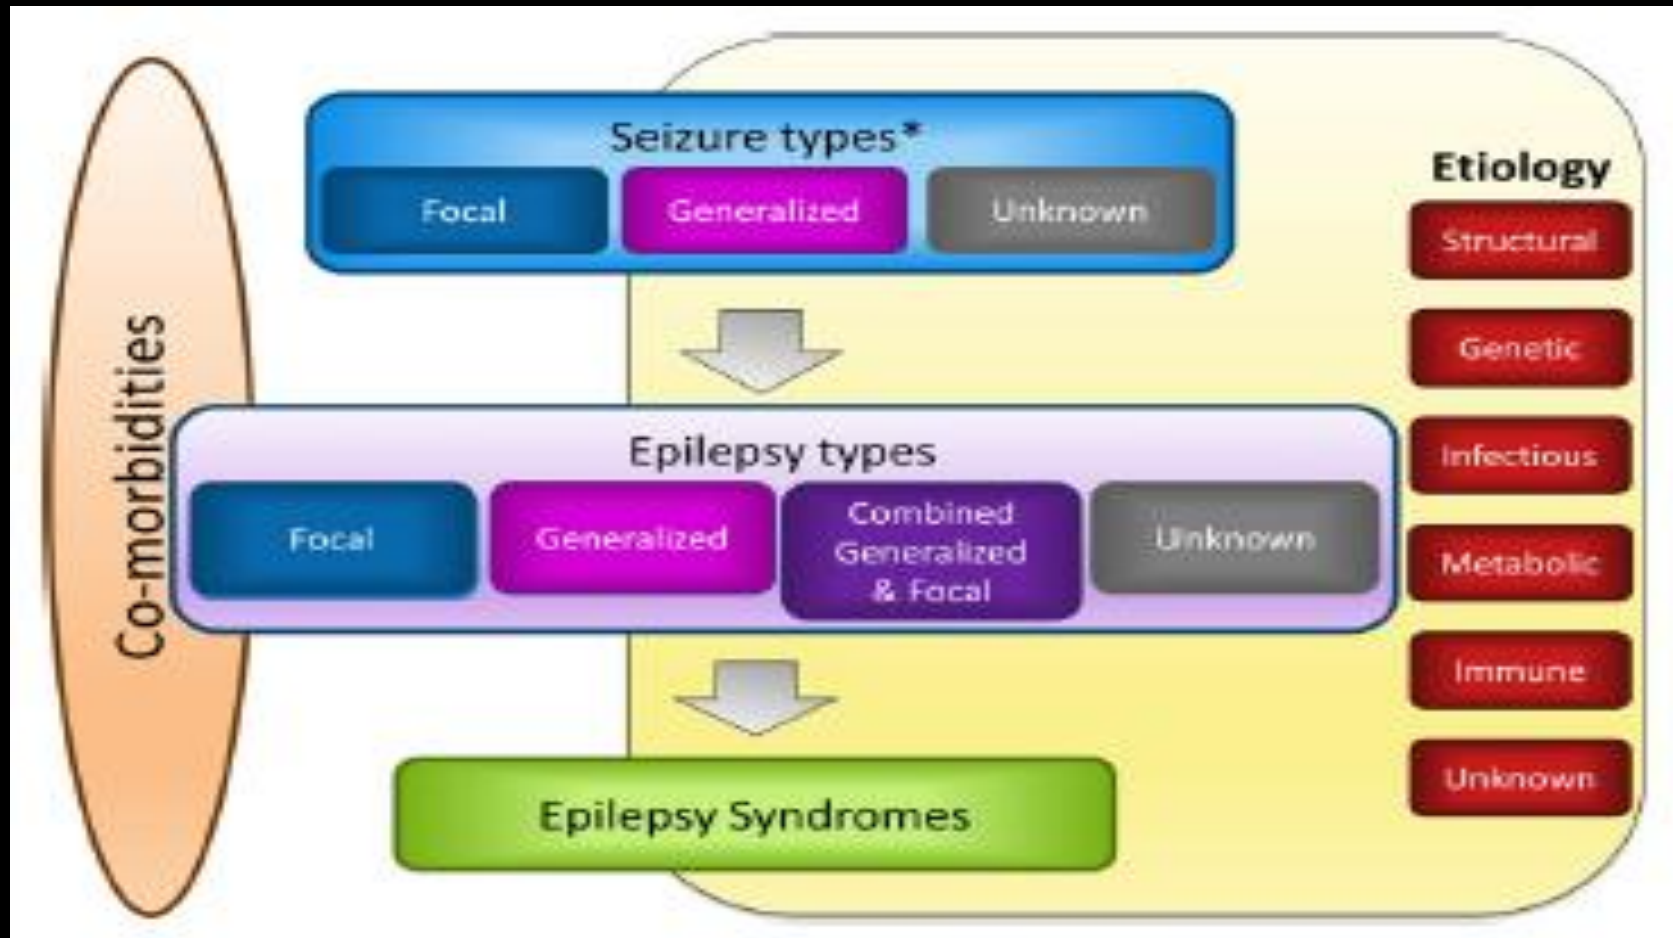 Seizure types*
Focal
Generalized
Unknown
Co-morbidities
Epilepsy types
Focal
Generalized
Combined
Generalized
& Focal
Unknown
Epilepsy Syndromes
Etiology
Structural
Genetic
Infectious
Metabolic
Immune
Unknown